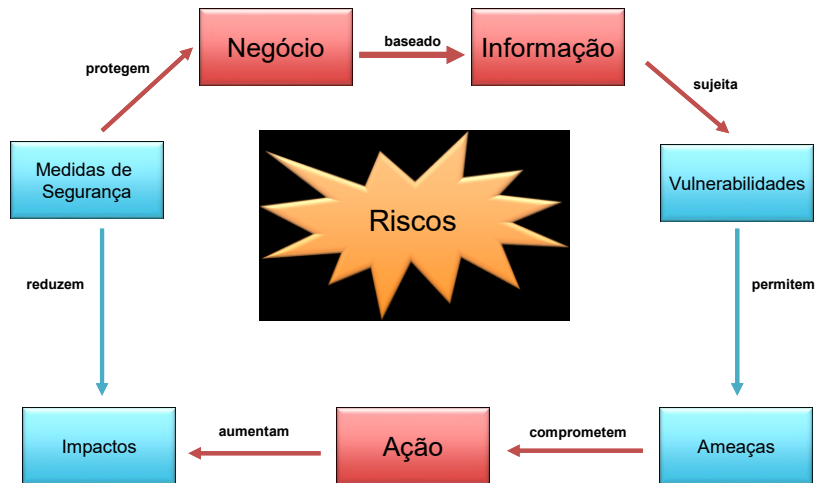 Negócio
baseado
Informação
protegem
sujeita
Medidas de
Segurança
Vulnerabilidades
Riscos
reduzem
permitem
Impactos
aumentam
Ação
comprometem
Ameaças